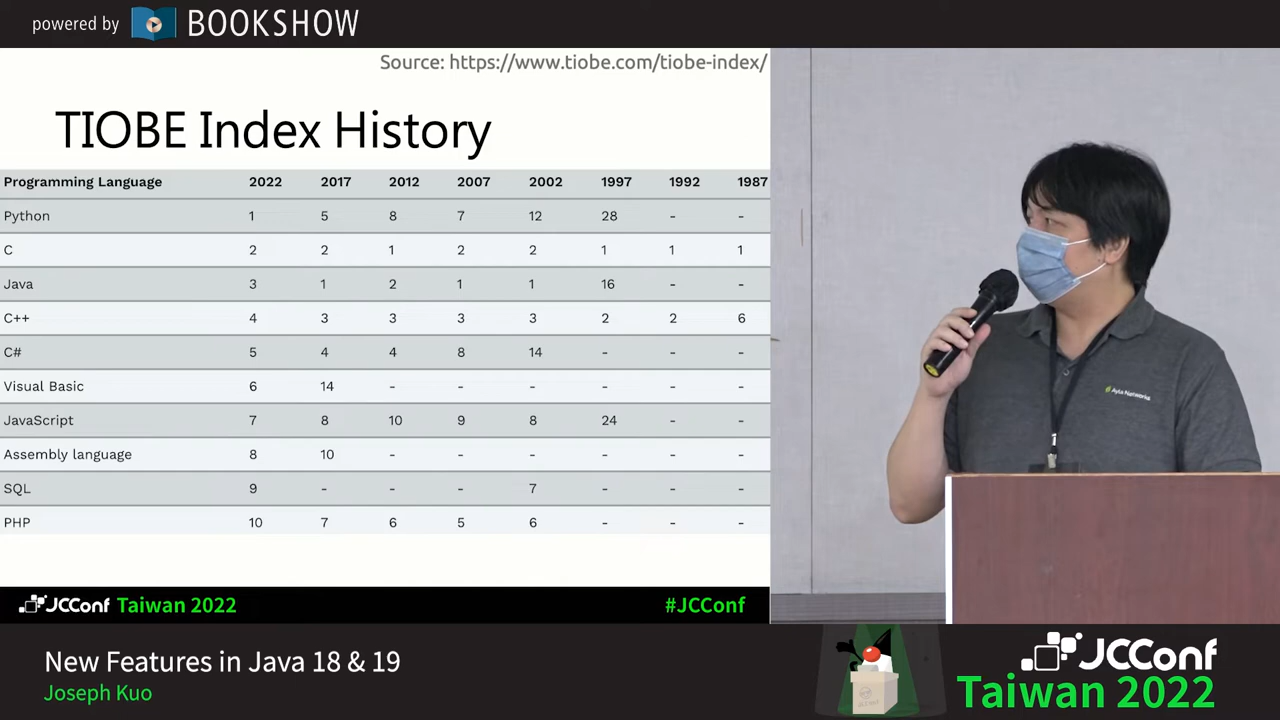 powered by BOOKSHOW
Source: https://www.tiobe.com/tiobe-index/
TIOBE Index History
Programming Language 2022 2017 2012 2007 2002 1997 1992 1987
Python 1 5 8 7 12 28 - -
C 2 2 1 2 2 1 1 1
Java 3 1 2 1 1 16 - -
C++ 4 3 3 3 3 2 2 6
C# 5 4 4 8 14 - - -
Visual Basic 6 14 - - - - - -
JavaScript 7 8 10 9 8 24 - -
Assembly language 8 10 - - - - - -
SQL 9 - - - 7 - - -
PHP 10 7 6 5 6 - - -
Ayla Networks
JCConf Taiwan 2022 #JCConf
New Features in Java 18 & 19
Joseph Kuo
JCConf
Taiwan 2022